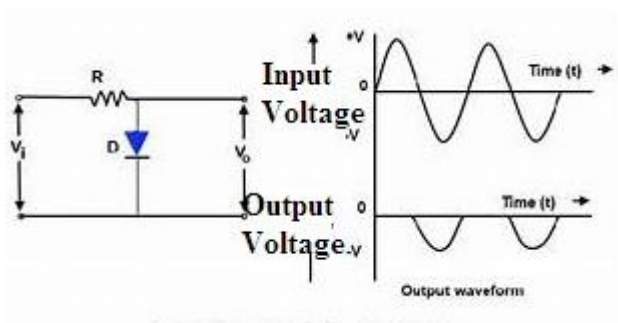 R
D
Vi
Vo
Input
Voltage
+V
0
-V
Time (t)
Output
Voltage
0
-V
Time (t)
Output waveform